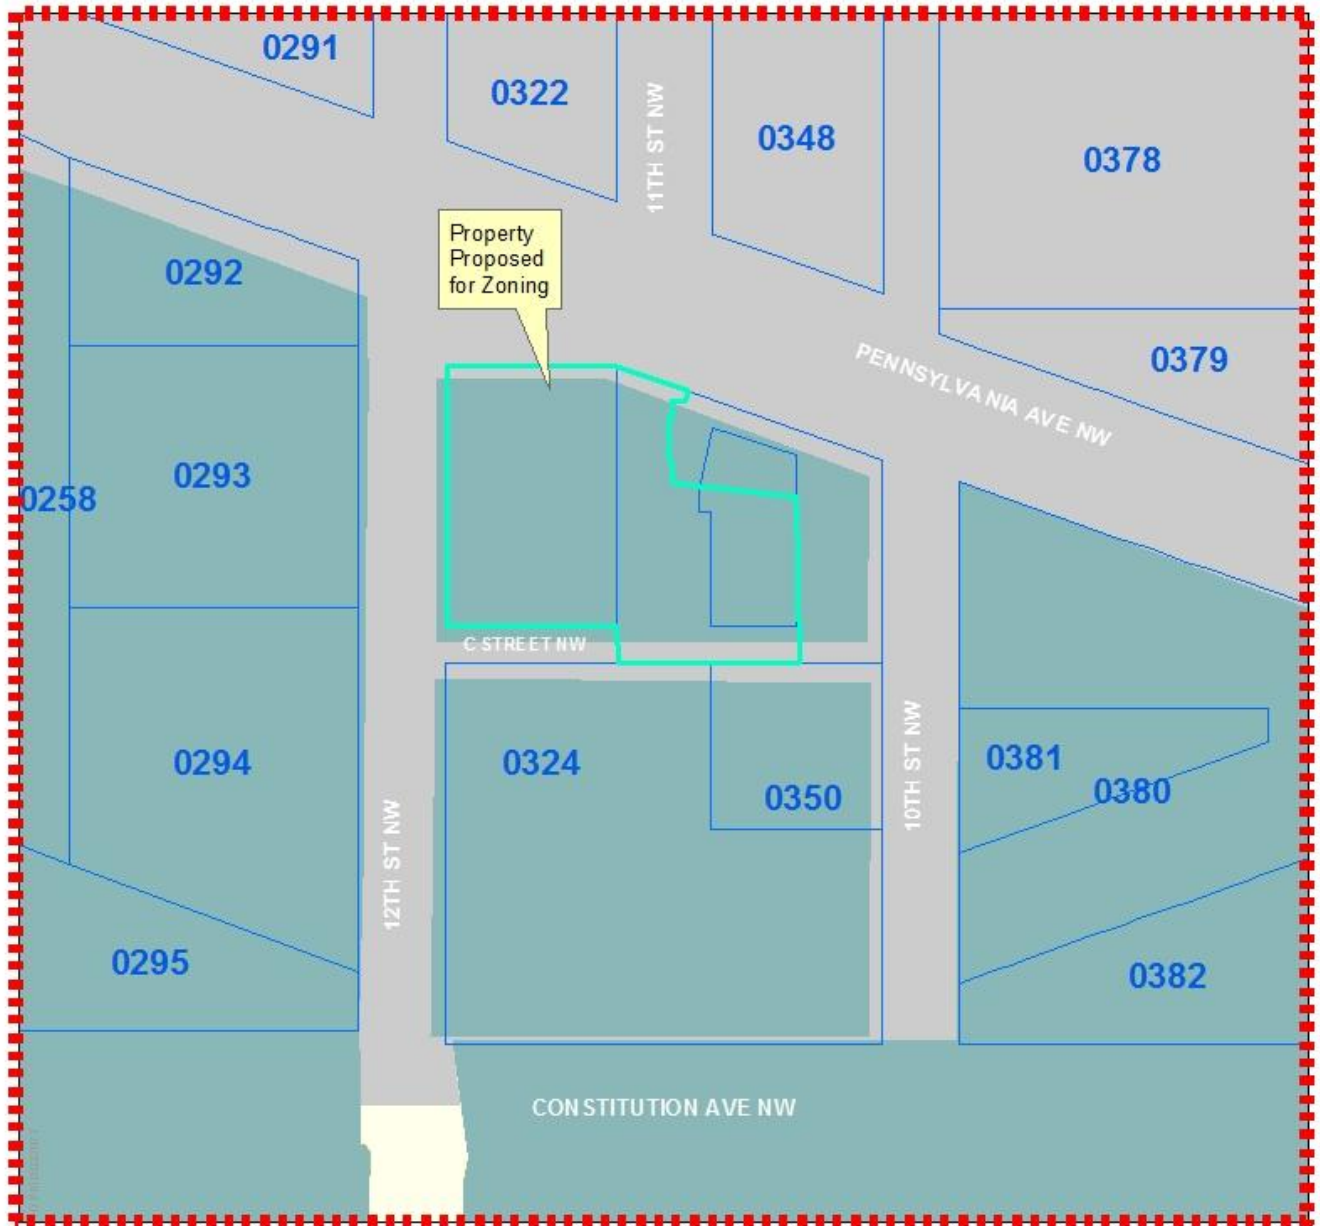 0291
0322
0348
0378
11TH ST NW
Property
Proposed
for Zoning
0292
0379
PENNSYLVANIA AVE NW
0293
0258
C STREET NW
0294
0324
0350
0381
0380
10TH ST NW
12TH ST NW
0295
0382
CONSTITUTION AVE NW